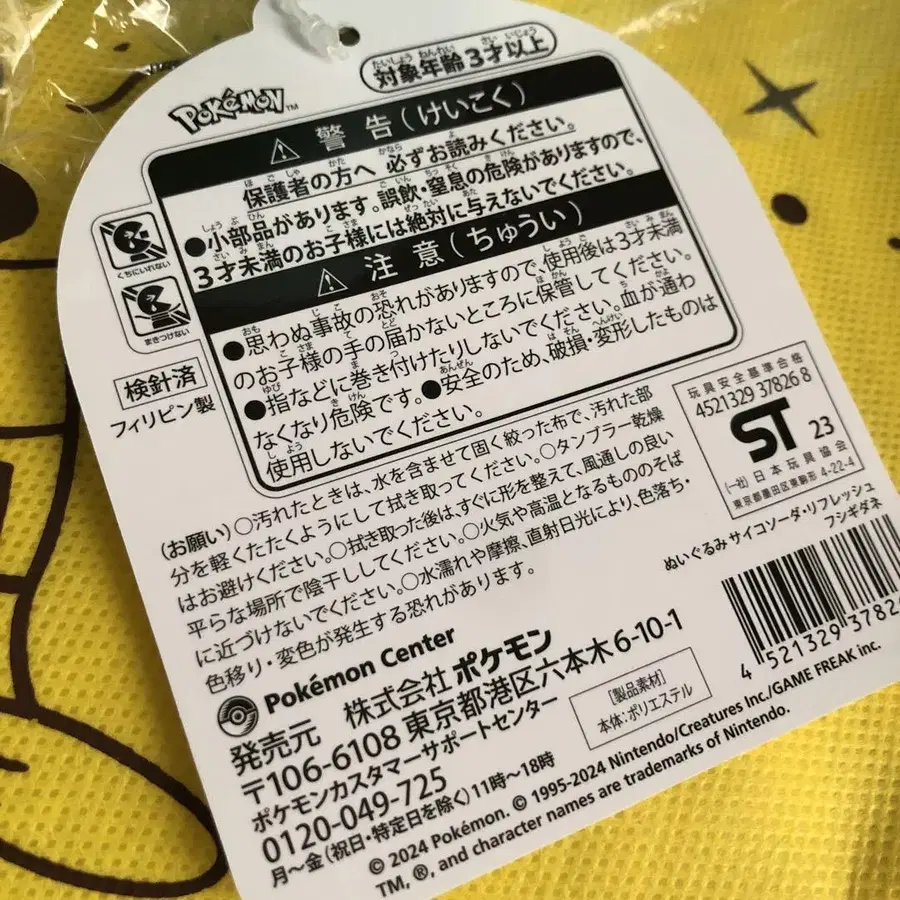 対象年齢3才以上
POKéMON™
警告(けいこく)
保護者の方へ 必ずお読みください。
●小部品があります。誤飲・窒息の危険がありますので、
3才未満のお子様には絶対に与えないでください。
注意(ちゅうい)
●思わぬ事故の恐れがありますので、使用後は3才未満
のお子様の手の届かないところに保管してください。
●指などに巻き付けたりしないでください。血が通わ
なくなり危険です。●安全のため、破損・変形したものは
使用しないでください。
くちにいれない
まきつけない
検針済
フィリピン製
玩具安全基準合格
4521329 37826 8
ST 23
(一社)日本玩具協会
東京都墨田区東駒形 4-22-4
(お願い)○汚れたときは、水を含ませて固く絞った布で、汚れた部
分を軽くたたくようにして拭き取ってください。○タンブラー乾燥
はお避けください。○拭き取った後は、すぐに形を整えて、風通しの良い
平らな場所で陰干ししてください。○火気や高温となるもののそば
に近づけないでください。○水濡れや摩擦、直射日光により、色落ち・
色移り・変色が発生する恐れがあります。
ぬいぐるみ サイコソーダ・リフレッシュ
フシギダネ
4 521329 3782
Pokémon Center
発売元 株式会社ポケモン
〒106-6108 東京都港区六本木6-10-1
ポケモンカスタマーサポートセンター
0120-049-725
月～金(祝日・特定日を除く)11時～18時
[製品素材]
本体:ポリエステル
© 2024 Pokémon. © 1995-2024 Nintendo/Creatures Inc./GAME FREAK inc.
TM, ®, and character names are trademarks of Nintendo.